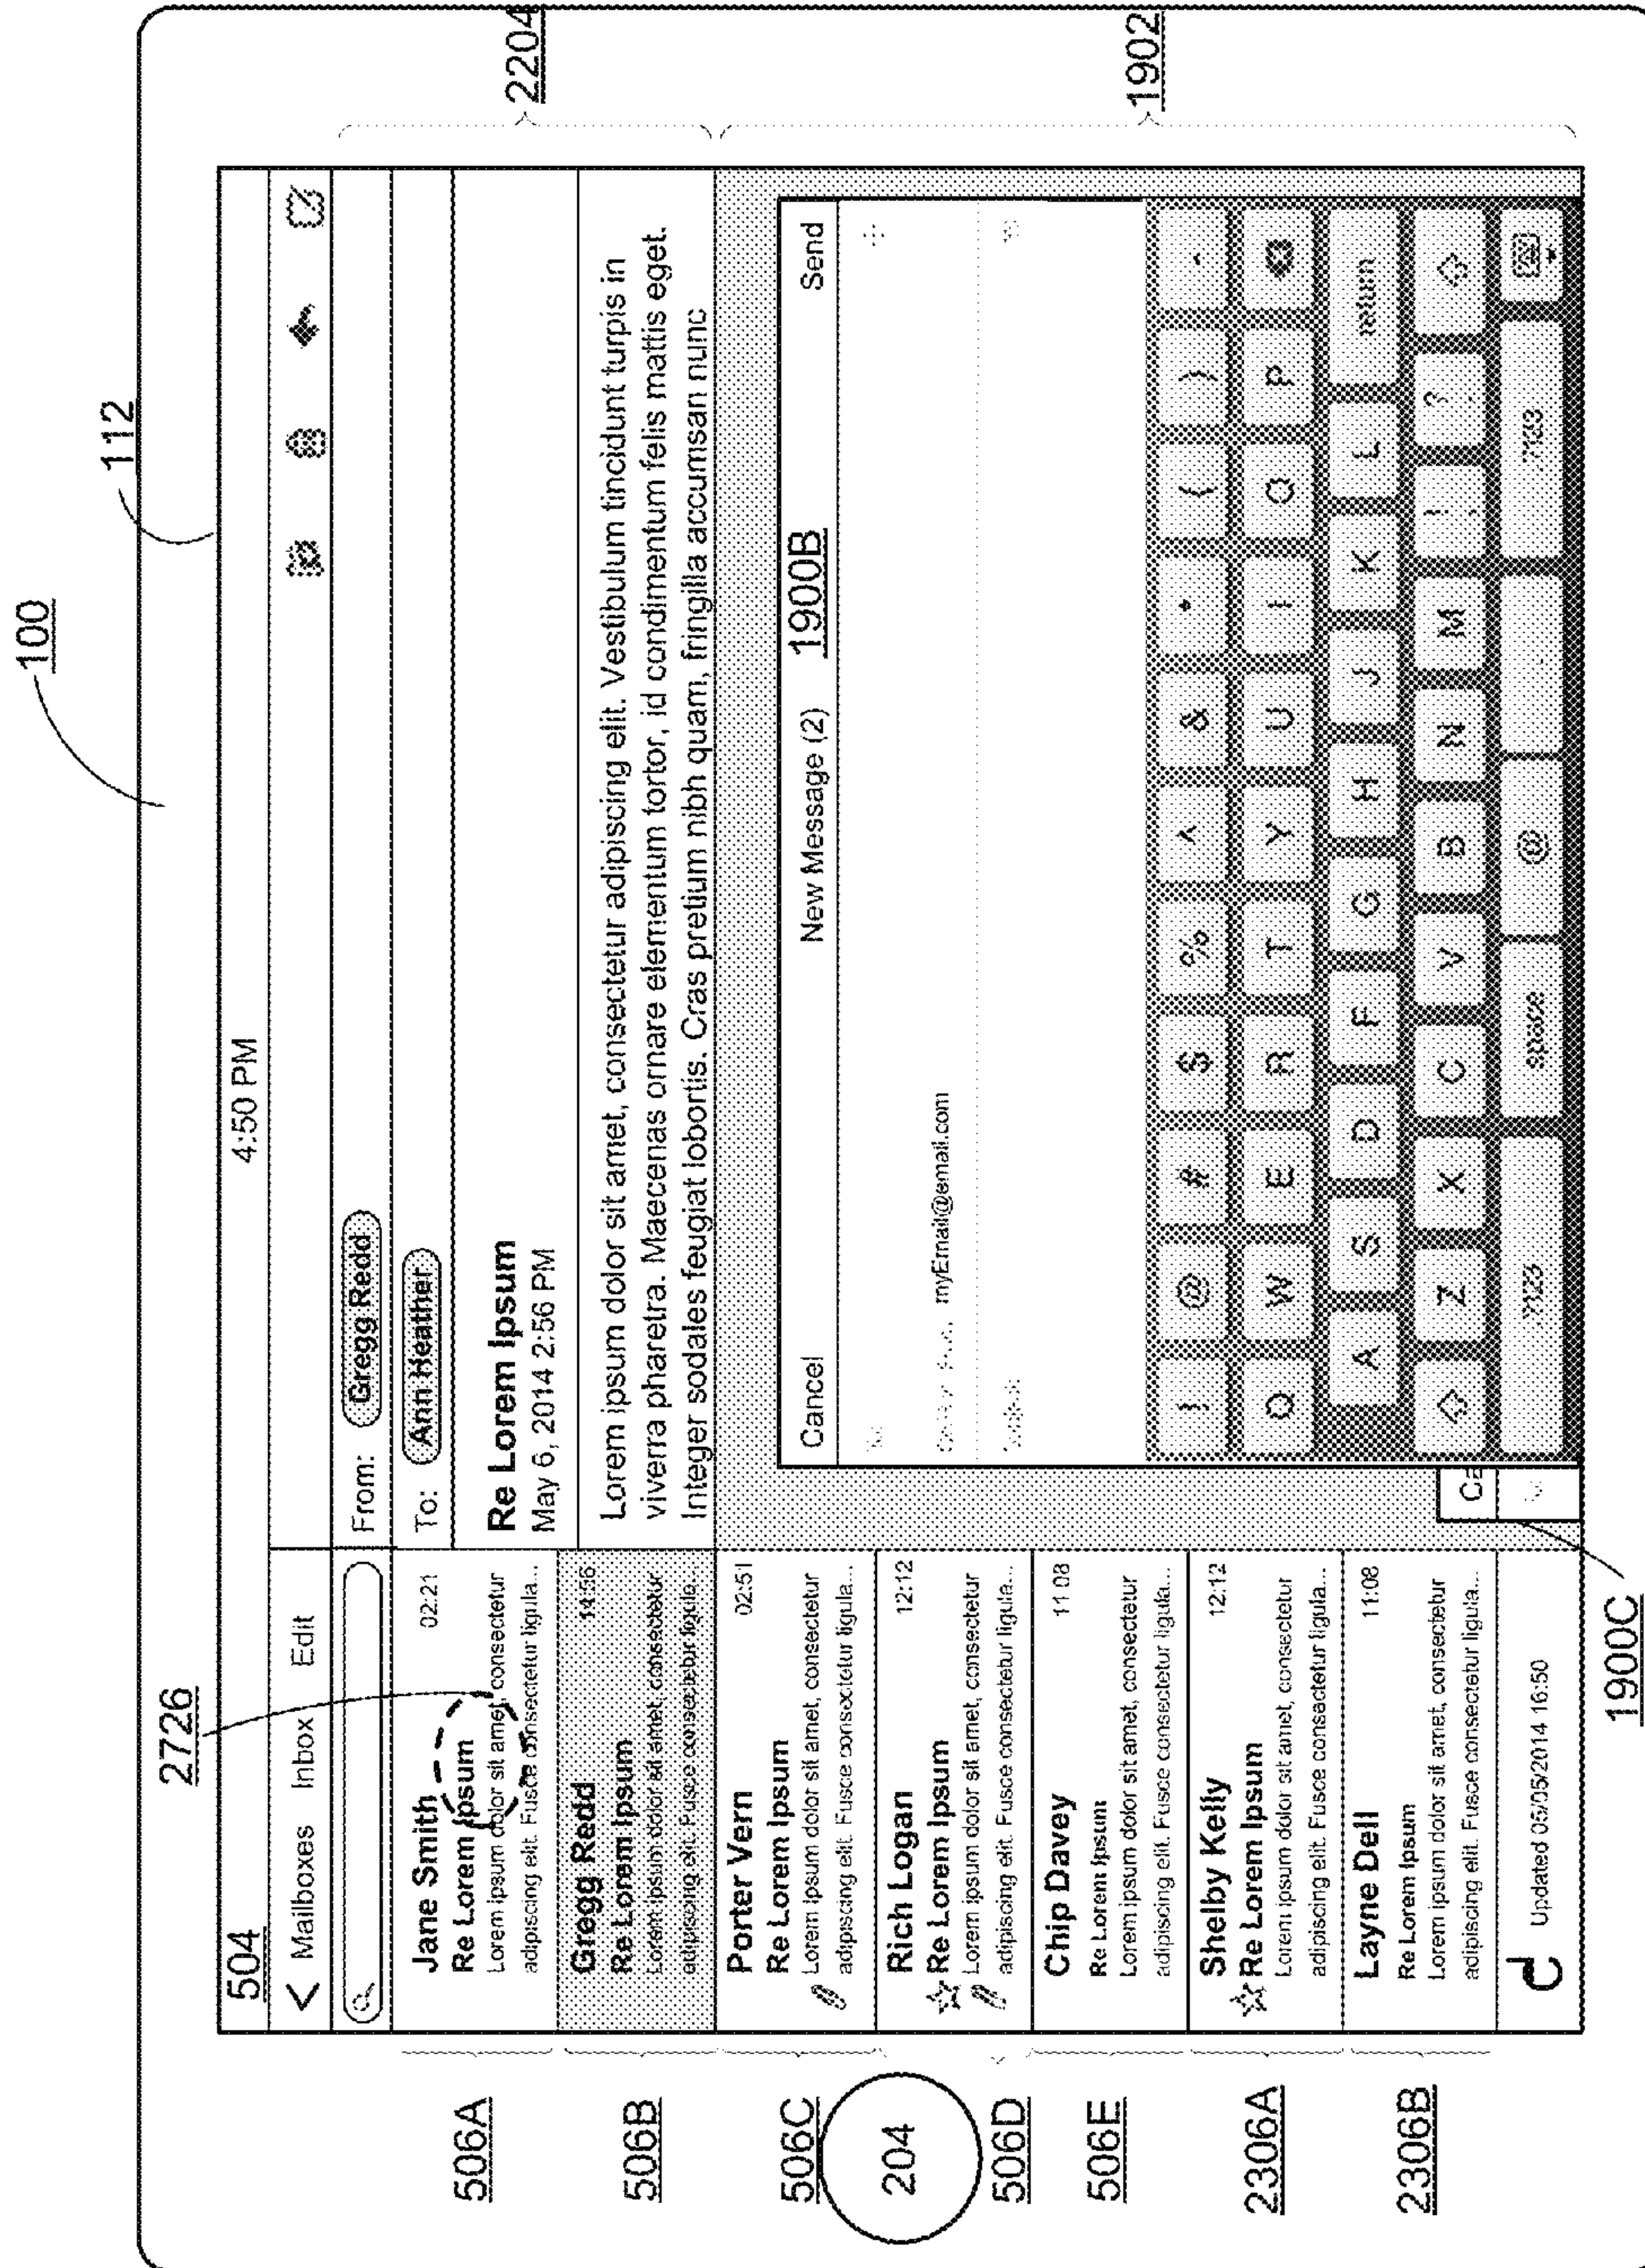 100
112
2726
504
4:50 PM
< Mailboxes Inbox Edit
2204
From: Gregg Redd
To: Ann Heather
Re Lorem Ipsum
May 6, 2014 2:56 PM
Lorem ipsum dolor sit amet, consectetur adipiscing elit. Vestibulum tincidunt turpis in
viverra pharetra. Maecenas ornare elementum tortor, id condimentum felis mattis eget.
Integer sodales feugiat lobortis. Cras pretium nibh quam, fringilla accumsan nunc
506A
Jane Smith 02:21
Re Lorem Ipsum
Lorem ipsum dolor sit amet, consectetur
adipiscing elit. Fusce consectetur ligula...
506B
Gregg Redd 14:56
Re Lorem Ipsum
Lorem ipsum dolor sit amet, consectetur
adipiscing elit. Fusce consectetur ligula...
506C
Porter Vern 02:51
Re Lorem Ipsum
Lorem ipsum dolor sit amet, consectetur
adipiscing elit. Fusce consectetur ligula...
204
506D
Rich Logan 12:12
Re Lorem Ipsum
Lorem ipsum dolor sit amet, consectetur
adipiscing elit. Fusce consectetur ligula...
506E
Chip Davey 11:08
Re Lorem Ipsum
Lorem ipsum dolor sit amet, consectetur
adipiscing elit. Fusce consectetur ligula...
2306A
Shelby Kelly 12:12
Re Lorem Ipsum
Lorem ipsum dolor sit amet, consectetur
adipiscing elit. Fusce consectetur ligula...
2306B
Layne Dell 11:08
Re Lorem Ipsum
Lorem ipsum dolor sit amet, consectetur
adipiscing elit. Fusce consectetur ligula...
Updated 05/05/2014 16:50
1902
Cancel New Message (2) 1900B Send
myEmail@email.com
! @ # $ % ^ & * ( ) -
Q W E R T Y U I O P
A S D F G H J K L return
Z X C V B N M ! ?
.?123 space @ . .?123
Ca
1900C